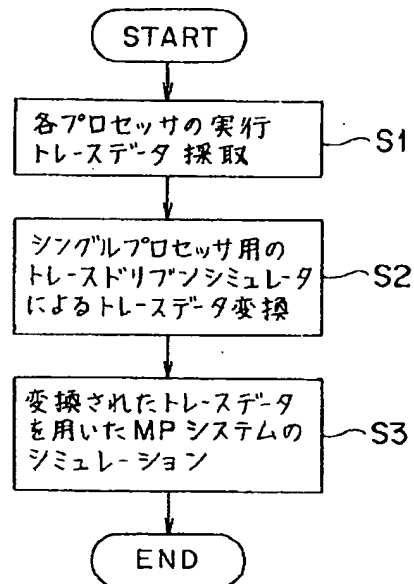 START
各プロセッサの実行
トレースデータ 採取
S1
シングルプロセッサ用の
トレースドリブンシミュレータ
によるトレースデータ変換
S2
変換されたトレースデータ
を用いたMPシステムの
シミュレーション
S3
END